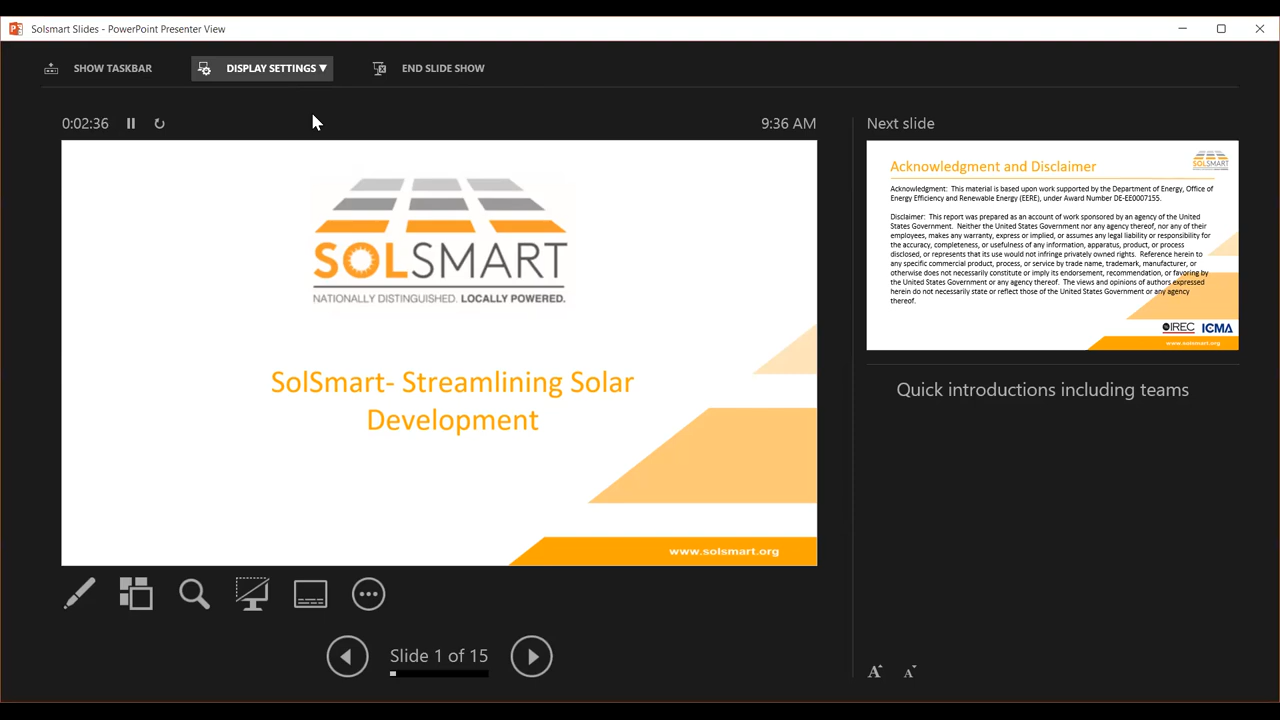 Solsmart Slides - PowerPoint Presenter View
SHOW TASKBAR
DISPLAY SETTINGS ▾
END SLIDE SHOW
0:02:36
9:36 AM
SOLSMART
NATIONALLY DISTINGUISHED. LOCALLY POWERED.
SolSmart- Streamlining Solar
Development
www.solsmart.org
Slide 1 of 15
Next slide
Acknowledgment and Disclaimer
SOLSMART
Acknowledgment: This material is based upon work supported by the Department of Energy, Office of
Energy Efficiency and Renewable Energy (EERE), under Award Number DE-EE0007155.
Disclaimer: This report was prepared as an account of work sponsored by an agency of the United
States Government. Neither the United States Government nor any agency thereof, nor any of their
employees, makes any warranty, express or implied, or assumes any legal liability or responsibility for
the accuracy, completeness, or usefulness of any information, apparatus, product, or process
disclosed, or represents that its use would not infringe privately owned rights. Reference herein to
any specific commercial product, process, or service by trade name, trademark, manufacturer, or
otherwise does not necessarily constitute or imply its endorsement, recommendation, or favoring by
the United States Government or any agency thereof. The views and opinions of authors expressed
herein do not necessarily state or reflect those of the United States Government or any agency
thereof.
IREC ICMA
www.solsmart.org
Quick introductions including teams
A A